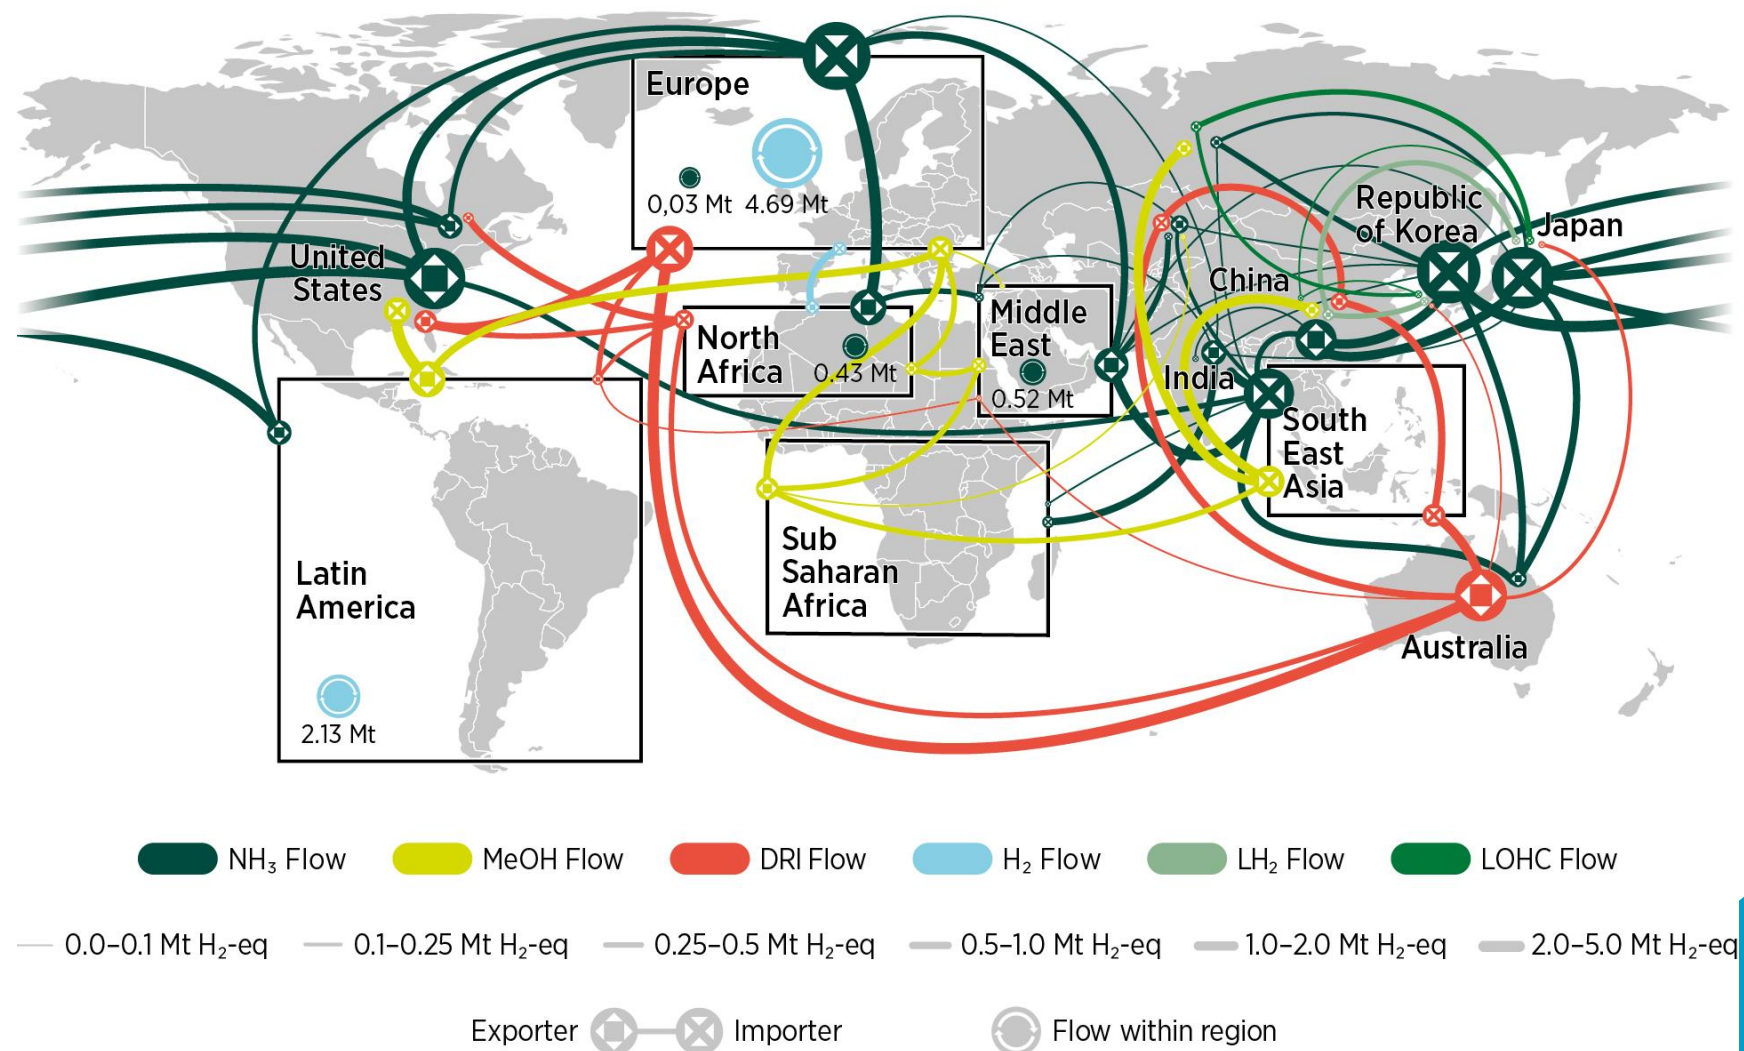 Europe
0,03 Mt 4.69 Mt
Republic
of Korea
Japan
United
States
China
North
Africa
0.43 Mt
Middle
East
0.52 Mt
India
South
East
Asia
Sub
Saharan
Africa
Latin
America
2.13 Mt
Australia
NH₃ Flow
MeOH Flow
DRI Flow
H₂ Flow
LH₂ Flow
LOHC Flow
0.0–0.1 Mt H₂-eq
0.1–0.25 Mt H₂-eq
0.25–0.5 Mt H₂-eq
0.5–1.0 Mt H₂-eq
1.0–2.0 Mt H₂-eq
2.0–5.0 Mt H₂-eq
Exporter
Importer
Flow within region